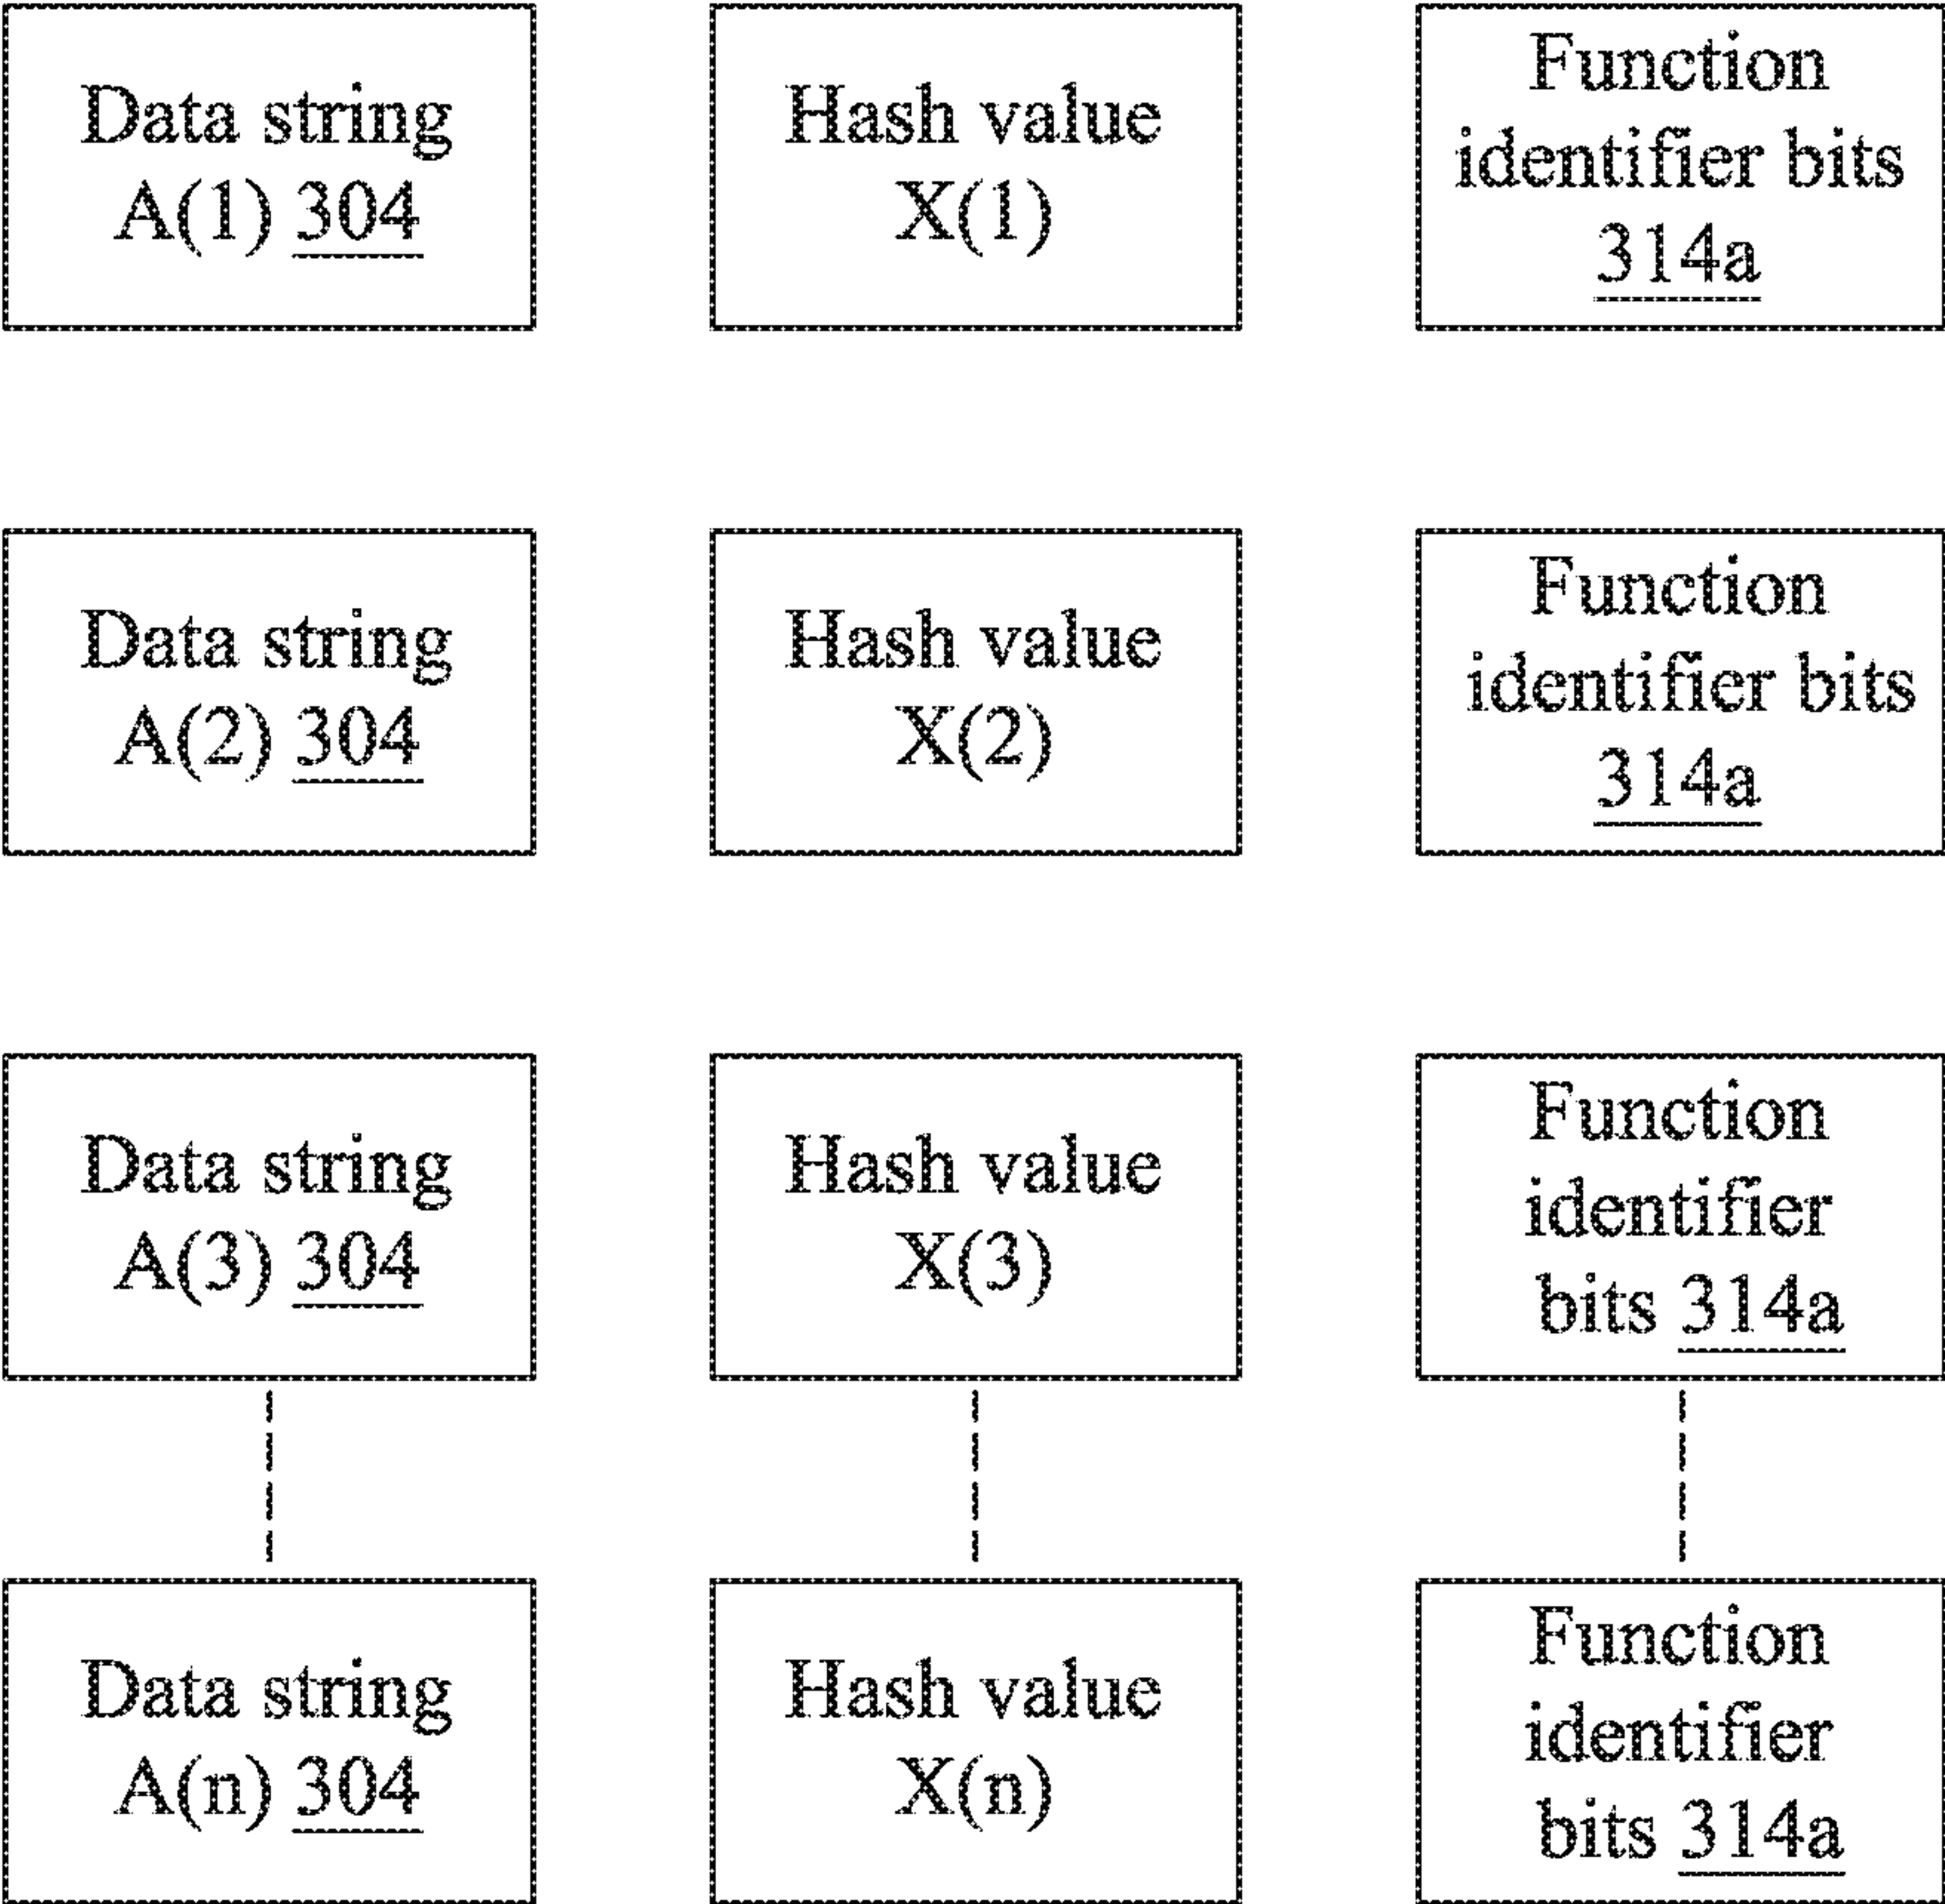 Data string
A(1) 304
Hash value
X(1)
Function
identifier bits
314a
Data string
A(2) 304
Hash value
X(2)
Function
identifier bits
314a
Data string
A(3) 304
Hash value
X(3)
Function
identifier
bits 314a
Data string
A(n) 304
Hash value
X(n)
Function
identifier
bits 314a